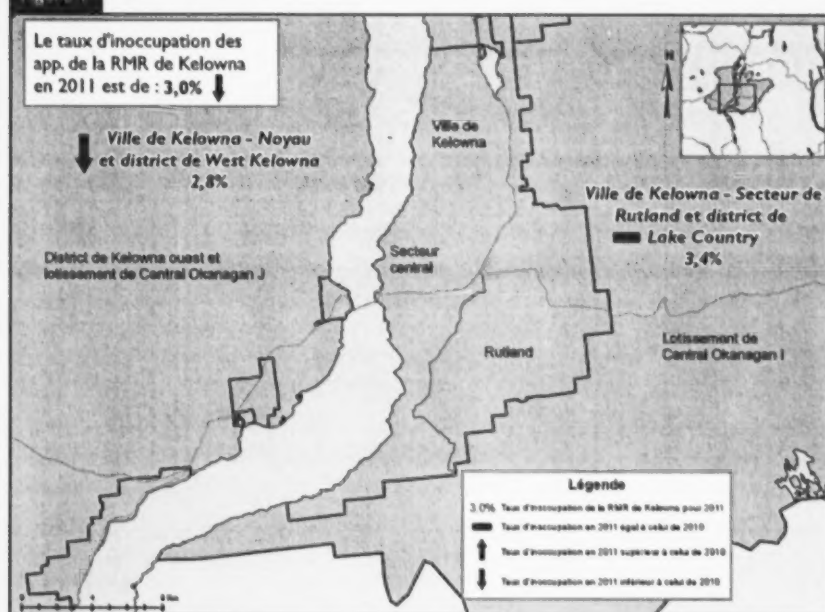 Le taux d'inoccupation des
app. de la RMR de Kelowna
en 2011 est de : 3,0%
Ville de Kelowna - Noyau
et district de West Kelowna
2,8%
Ville de
Kelowna
N
Ville de Kelowna - Secteur de
Rutland et district de
Lake Country
3,4%
District de Kelowna ouest et
lotissement de Central Okanagan J
Secteur
central
Rutland
Lotissement de
Central Okanagan I
Légende
3,0% Taux d'inoccupation de la RMR de Kelowna pour 2011
Taux d'inoccupation en 2011 égal à celui de 2010
Taux d'inoccupation en 2011 supérieur à celui de 2010
Taux d'inoccupation en 2011 inférieur à celui de 2010